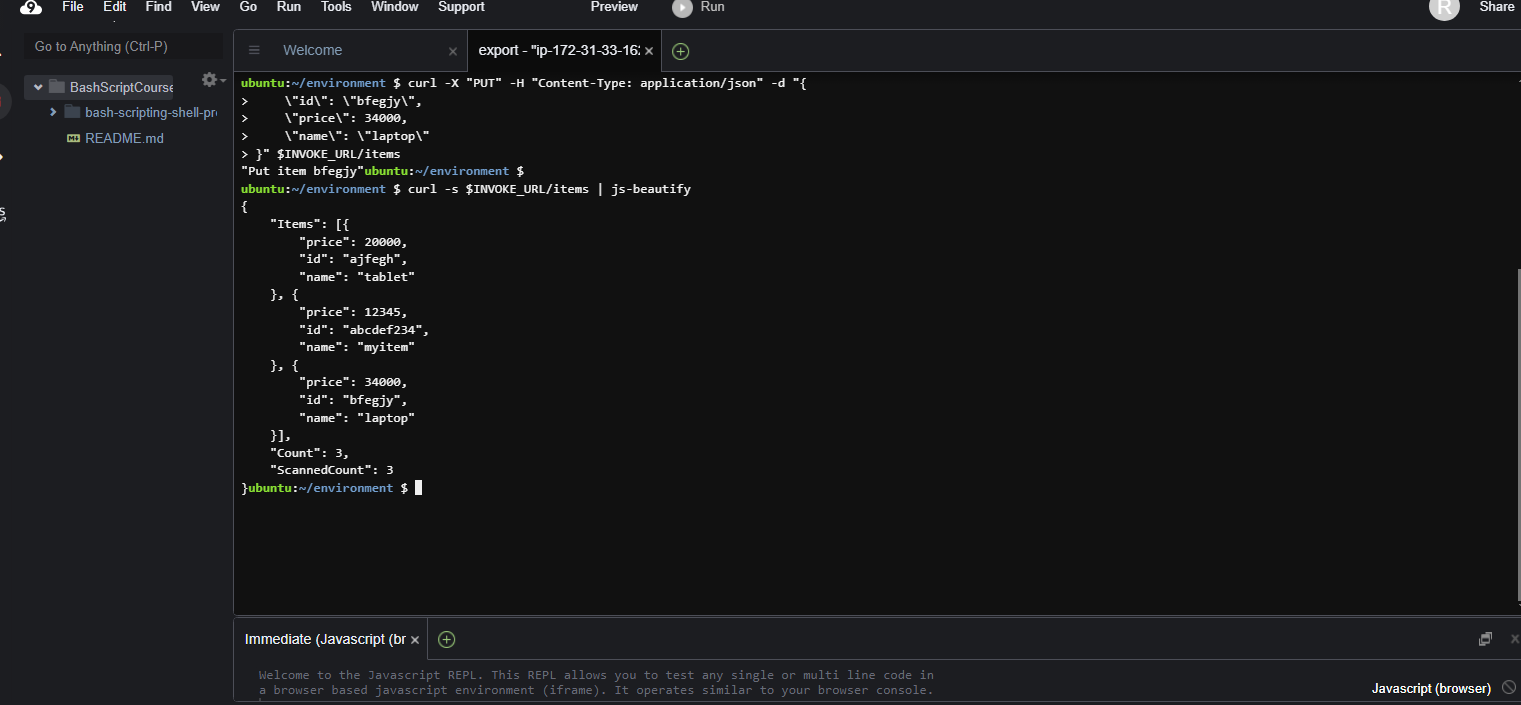 File Edit Find View Go Run Tools Window Support Preview Run R Share
Go to Anything (Ctrl-P)
Welcome
export - "ip-172-31-33-16
BashScriptCourse
bash-scripting-shell-pr
README.md
ubuntu:~/environment $ curl -X "PUT" -H "Content-Type: application/json" -d "{
>     \"id\": \"bfegjy\",
>     \"price\": 34000,
>     \"name\": \"laptop\"
> }" $INVOKE_URL/items
"Put item bfegjy"ubuntu:~/environment $
ubuntu:~/environment $ curl -s $INVOKE_URL/items | js-beautify
{
    "Items": [{
        "price": 20000,
        "id": "ajfegh",
        "name": "tablet"
    }, {
        "price": 12345,
        "id": "abcdef234",
        "name": "myitem"
    }, {
        "price": 34000,
        "id": "bfegjy",
        "name": "laptop"
    }],
    "Count": 3,
    "ScannedCount": 3
}ubuntu:~/environment $
Immediate (Javascript (br
Welcome to the Javascript REPL. This REPL allows you to test any single or multi line code in
a browser based javascript environment (iframe). It operates similar to your browser console.
Javascript (browser)